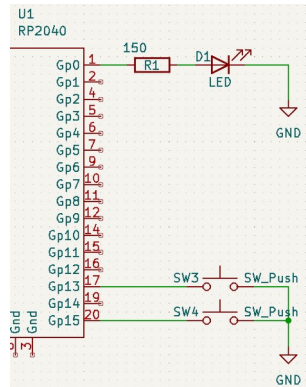 U1
RP2040
150
Gp0 1 R1 D1
LED
Gp1 2
Gp2 4
Gp3 5
Gp4 6
Gp5 7
Gp6 9
Gp7 10
Gp8 11
Gp9 12
Gp10 14
Gp11 15
Gp12 16
Gp13 17 SW3 SW_Push
Gp14 19
Gp15 20 SW4 SW_Push
GND
Gnd Gnd
3
GND